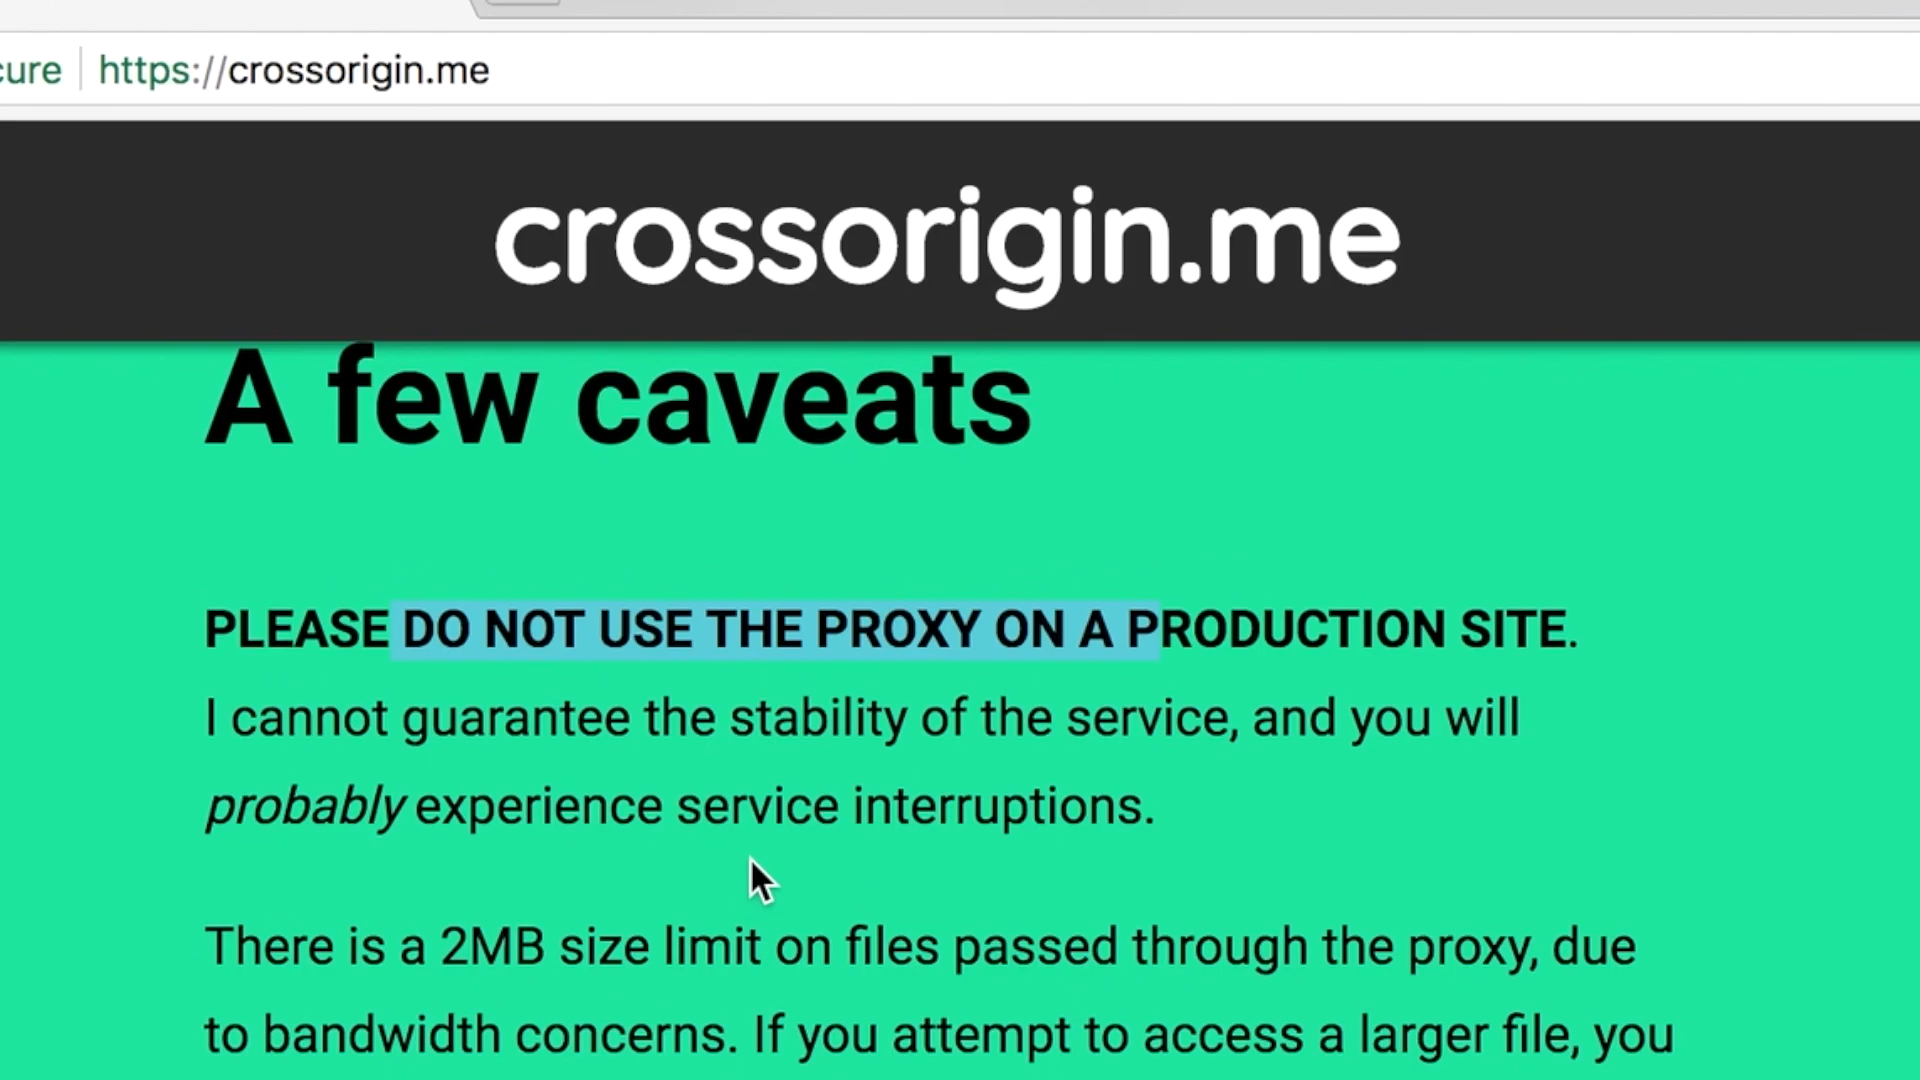 cure https://crossorigin.me
crossorigin.me
A few caveats
PLEASE DO NOT USE THE PROXY ON A PRODUCTION SITE.
I cannot guarantee the stability of the service, and you will
probably experience service interruptions.
There is a 2MB size limit on files passed through the proxy, due
to bandwidth concerns. If you attempt to access a larger file, you